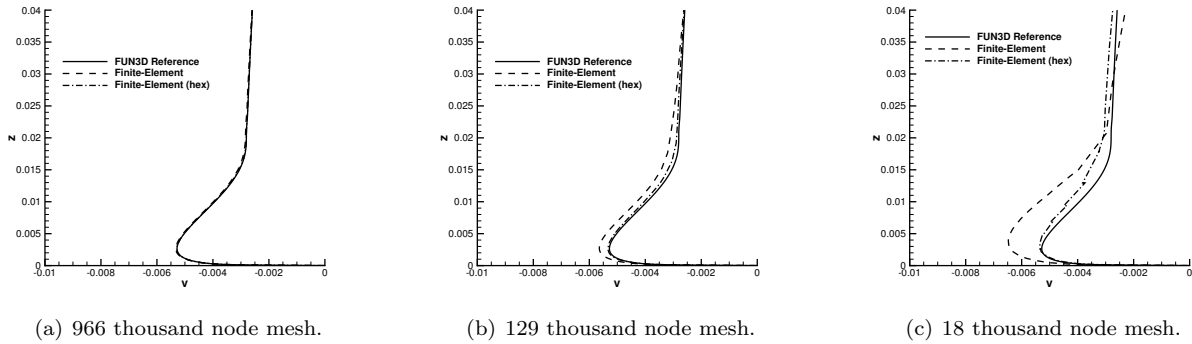 0.04
0.035
0.03
0.025
0.02
0.015
0.01
0.005
0
z
FUN3D Reference
Finite-Element
Finite-Element (hex)
-0.01 -0.008 -0.006 -0.004 -0.002 0
v
(a) 966 thousand node mesh.
0.04
0.035
0.03
0.025
0.02
0.015
0.01
0.005
0
z
FUN3D Reference
Finite-Element
Finite-Element (hex)
-0.01 -0.008 -0.006 -0.004 -0.002 0
v
(b) 129 thousand node mesh.
0.04
0.035
0.03
0.025
0.02
0.015
0.01
0.005
0
z
FUN3D Reference
Finite-Element
Finite-Element (hex)
-0.01 -0.008 -0.006 -0.004 -0.002 0
v
(c) 18 thousand node mesh.